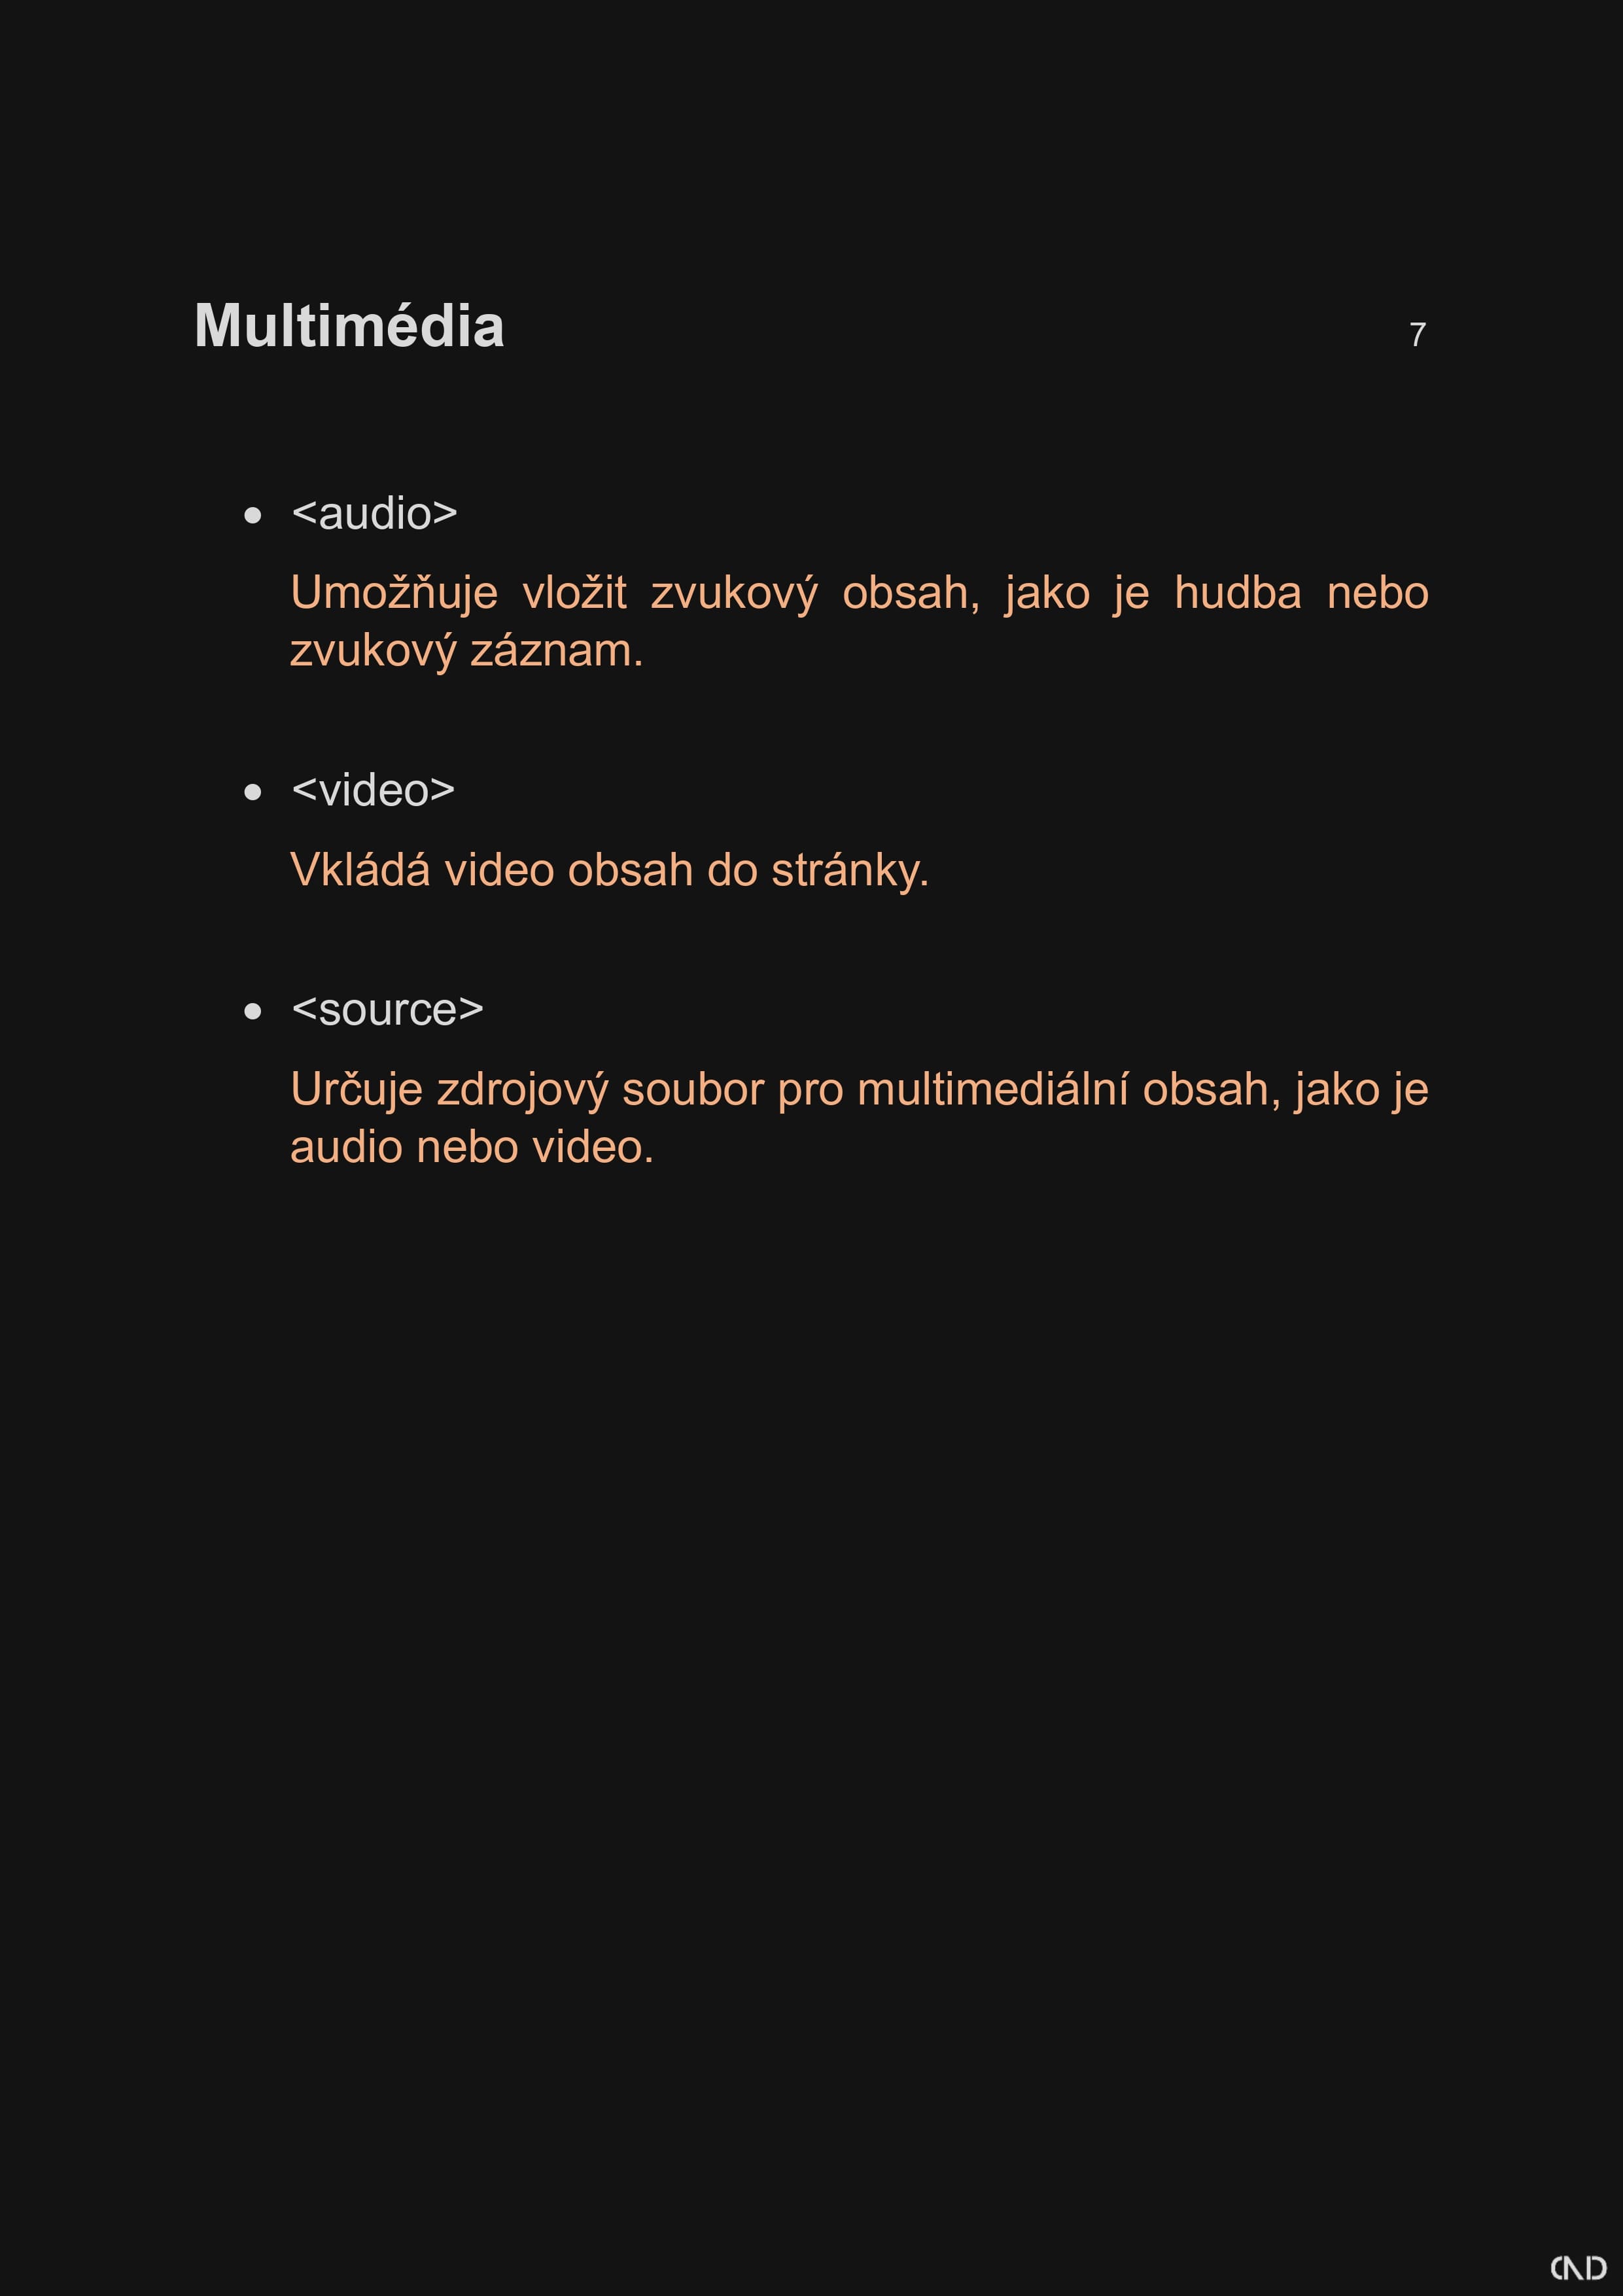 Multimédia 7
• <audio>
Umožňuje vložit zvukový obsah, jako je hudba nebo
zvukový záznam.
• <video>
Vkládá video obsah do stránky.
• <source>
Určuje zdrojový soubor pro multimediální obsah, jako je
audio nebo video.